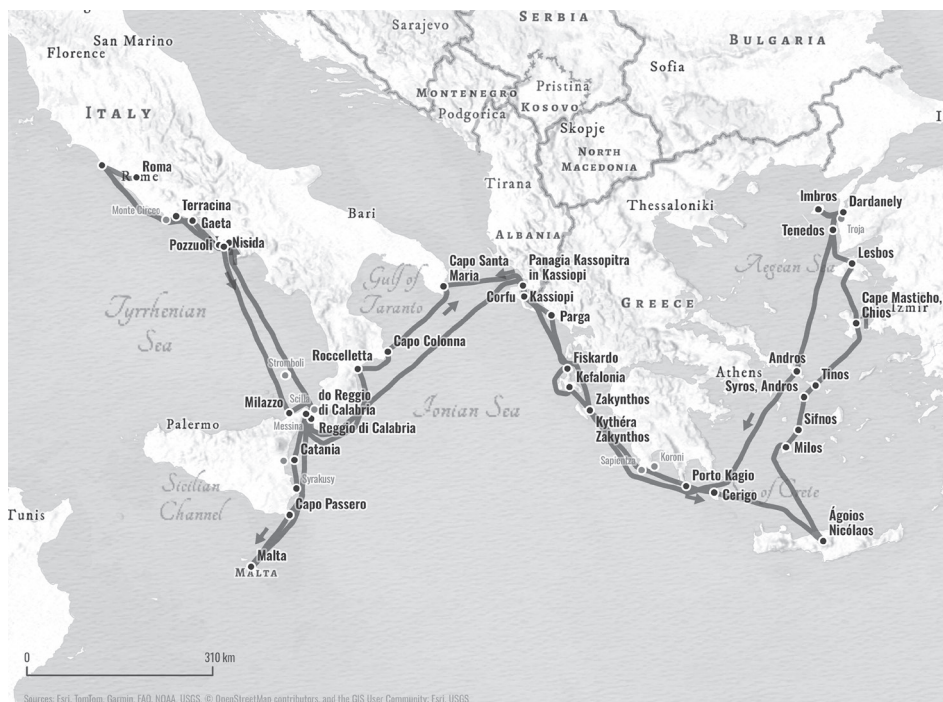 SERBIA
Sarajevo
San Marino
Florence
BULGARIA
Sofia
MONTENEGRO
Pristina
Podgorica
KOSOVO
ITALY
Skopje
NORTH
MACEDONIA
Roma
Rome
Tirana
Terracina
Monte Circeo
Gaeta
Bari
Thessaloniki
Imbros
Dardanely
Tenedos
Troja
Pozzuoli
Nisida
ALBANIA
Capo Santa
Maria
Panagia Kassopitra
in Kassiopi
Lesbos
Aegean Sea
Gulf of
Taranto
Corfu
Kassiopi
GREECE
Cape Masticho,
Chios
Izmir
Tyrrhenian
Sea
Parga
Capo Colonna
Roccelletta
Fiskardo
Andros
Athens
Stromboli
Kefalonia
Syros, Andros
Tinos
Milazzo
Scilla
do Reggio
di Calabria
Ionian Sea
Zakynthos
Palermo
Messina
Reggio di Calabria
Kythéra
Zakynthos
Sifnos
Milos
Catania
Sapientza
Koroni
Syrakusy
Porto Kagio
Sicilian
Channel
Cerigo
of Crete
Capo Passero
Tunis
Ágoios
Nicólaos
Malta
MALTA
0
310 km
Sources: Esri, TomTom, Garmin, FAO, NOAA, USGS, © OpenStreetMap contributors, and the GIS User Community; Esri, USGS